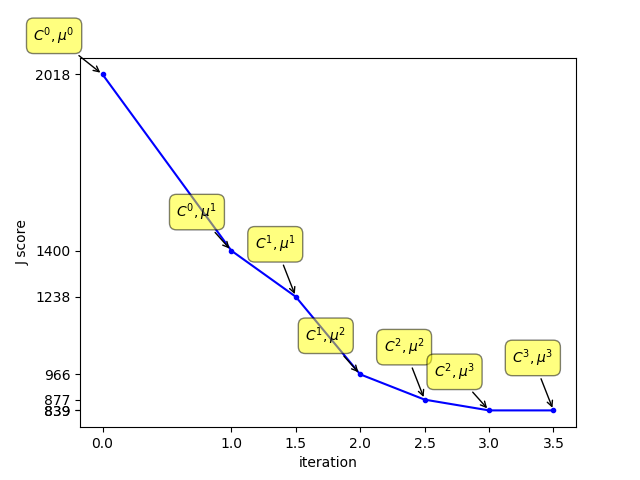 C⁰, μ⁰
2018
C⁰, μ¹
C¹, μ¹
1400
1238
C¹, μ²
C², μ²
C³, μ³
C², μ³
966
877
839
839
J score
0.0 1.0 1.5 2.0 2.5 3.0 3.5
iteration